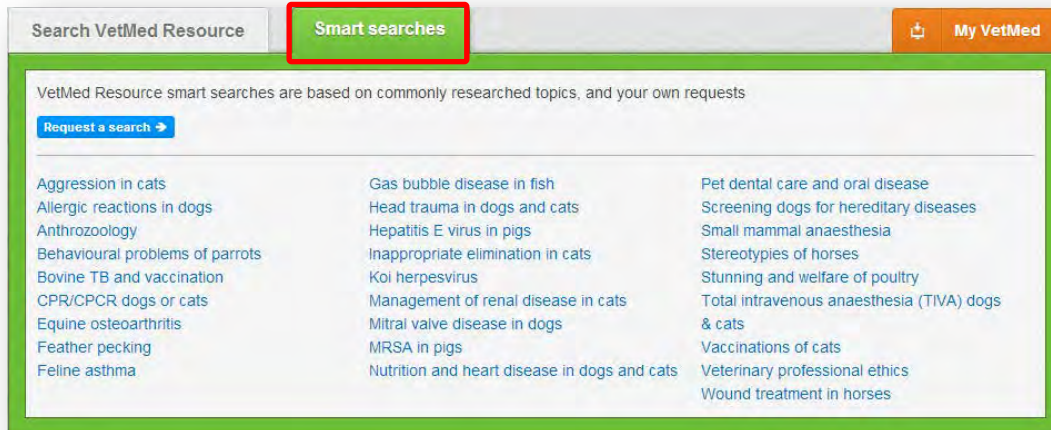 Search VetMed Resource
Smart searches
My VetMed
VetMed Resource smart searches are based on commonly researched topics, and your own requests
Request a search →
Aggression in cats
Allergic reactions in dogs
Anthrozoology
Behavioural problems of parrots
Bovine TB and vaccination
CPR/CPCR dogs or cats
Equine osteoarthritis
Feather pecking
Feline asthma
Gas bubble disease in fish
Head trauma in dogs and cats
Hepatitis E virus in pigs
Inappropriate elimination in cats
Koi herpesvirus
Management of renal disease in cats
Mitral valve disease in dogs
MRSA in pigs
Nutrition and heart disease in dogs and cats
Pet dental care and oral disease
Screening dogs for hereditary diseases
Small mammal anaesthesia
Stereotypies of horses
Stunning and welfare of poultry
Total intravenous anaesthesia (TIVA) dogs
& cats
Vaccinations of cats
Veterinary professional ethics
Wound treatment in horses